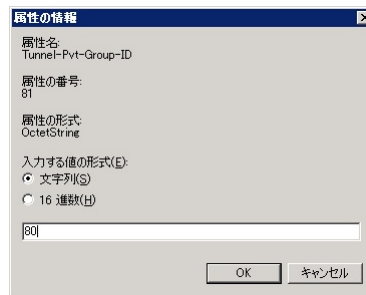 属性の情報
属性名:
Tunnel-Pvt-Group-ID
属性の番号:
81
属性の形式:
OctetString
入力する値の形式(E):
文字列(S)
16 進数(H)
80
OK キャンセル